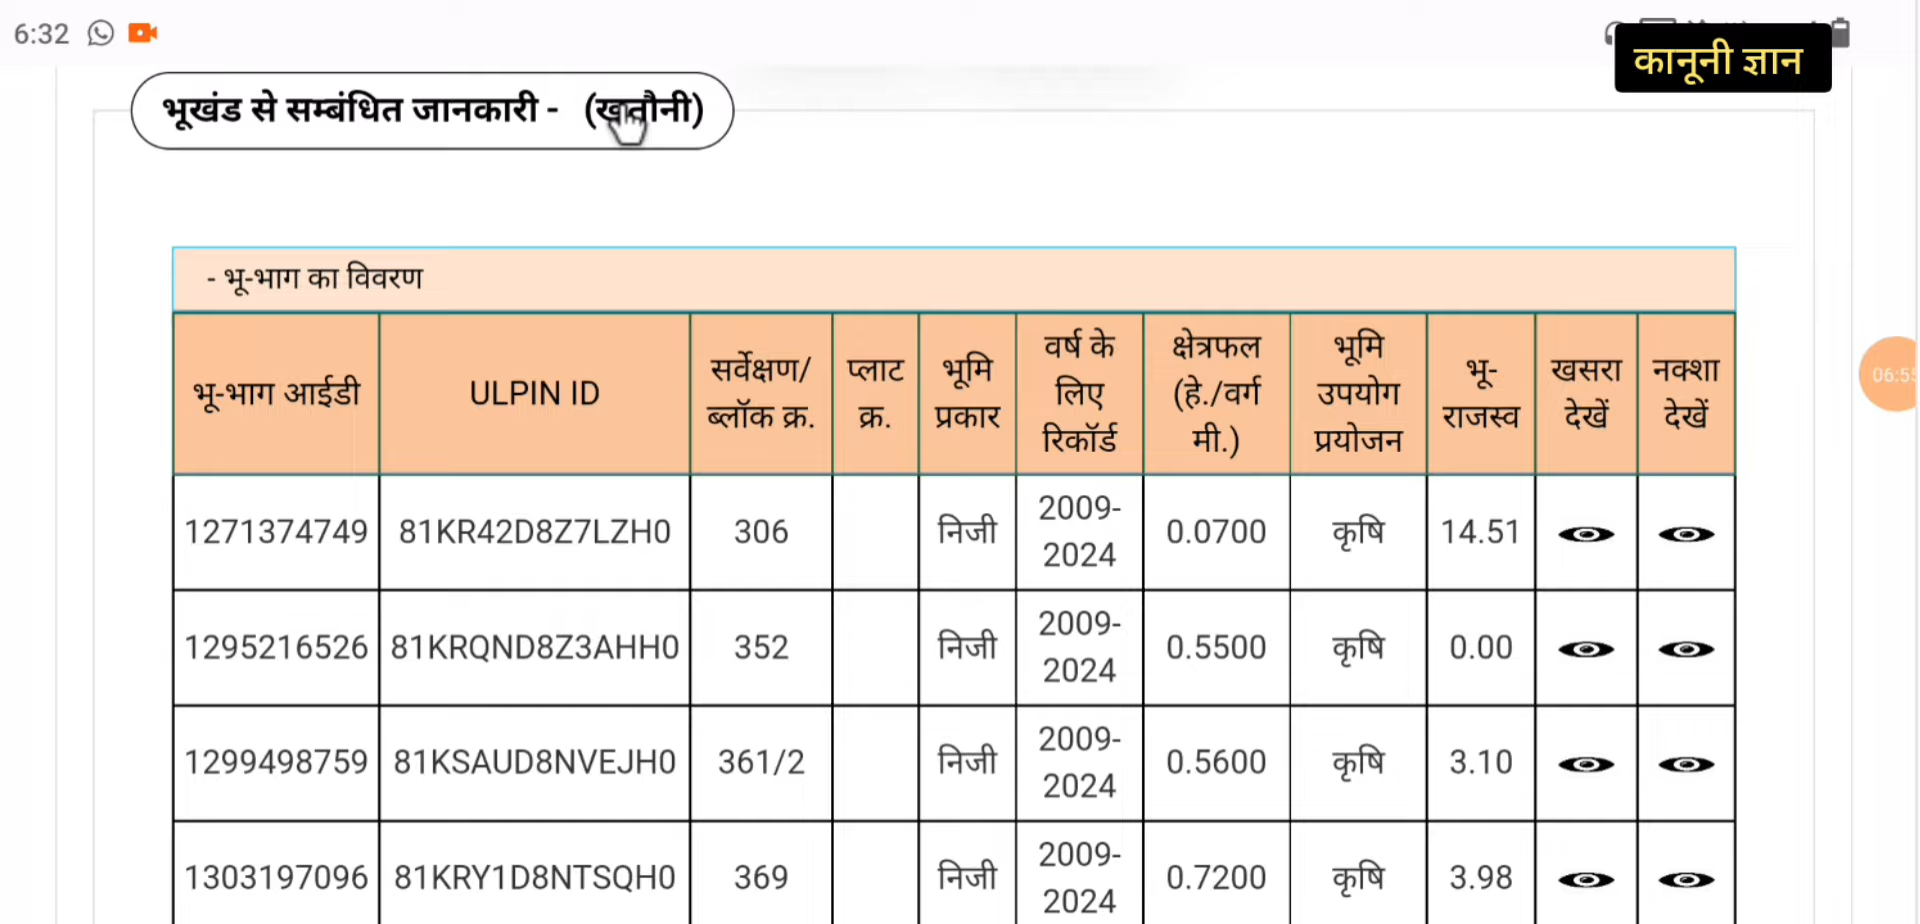 6:32
कानूनी ज्ञान
भूखंड से सम्बंधित जानकारी - (खतौनी)
- भू-भाग का विवरण
भू-भाग आईडी ULPIN ID सर्वेक्षण/ ब्लॉक क्र. प्लाट क्र. भूमि प्रकार वर्ष के लिए रिकॉर्ड क्षेत्रफल (हे./वर्ग मी.) भूमि उपयोग प्रयोजन भू-राजस्व खसरा देखें नक्शा देखें
1271374749 81KR42D8Z7LZH0 306 निजी 2009-2024 0.0700 कृषि 14.51
1295216526 81KRQND8Z3AHH0 352 निजी 2009-2024 0.5500 कृषि 0.00
1299498759 81KSAUD8NVEJH0 361/2 निजी 2009-2024 0.5600 कृषि 3.10
1303197096 81KRY1D8NTSQH0 369 निजी 2009-2024 0.7200 कृषि 3.98